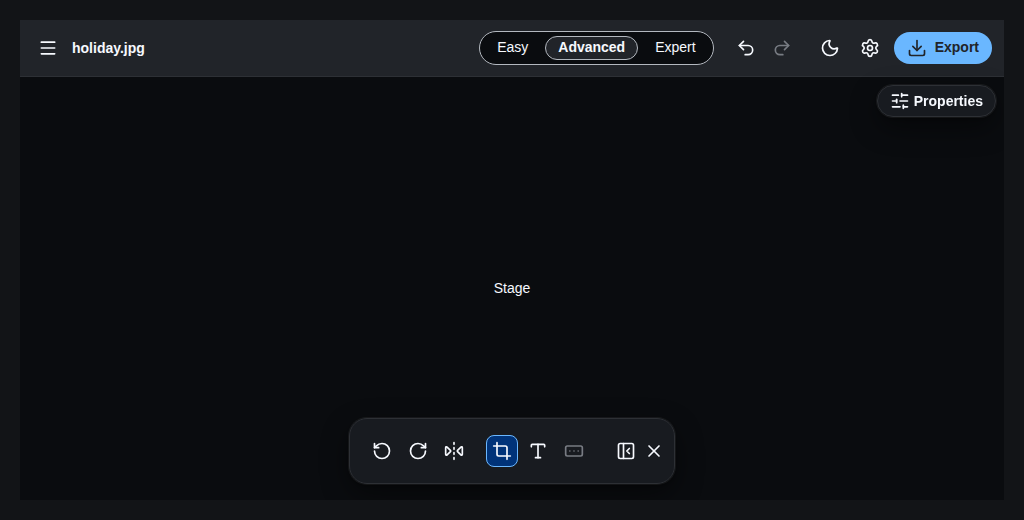 holiday.jpg
Easy
Advanced
Expert
Export
Properties
Stage